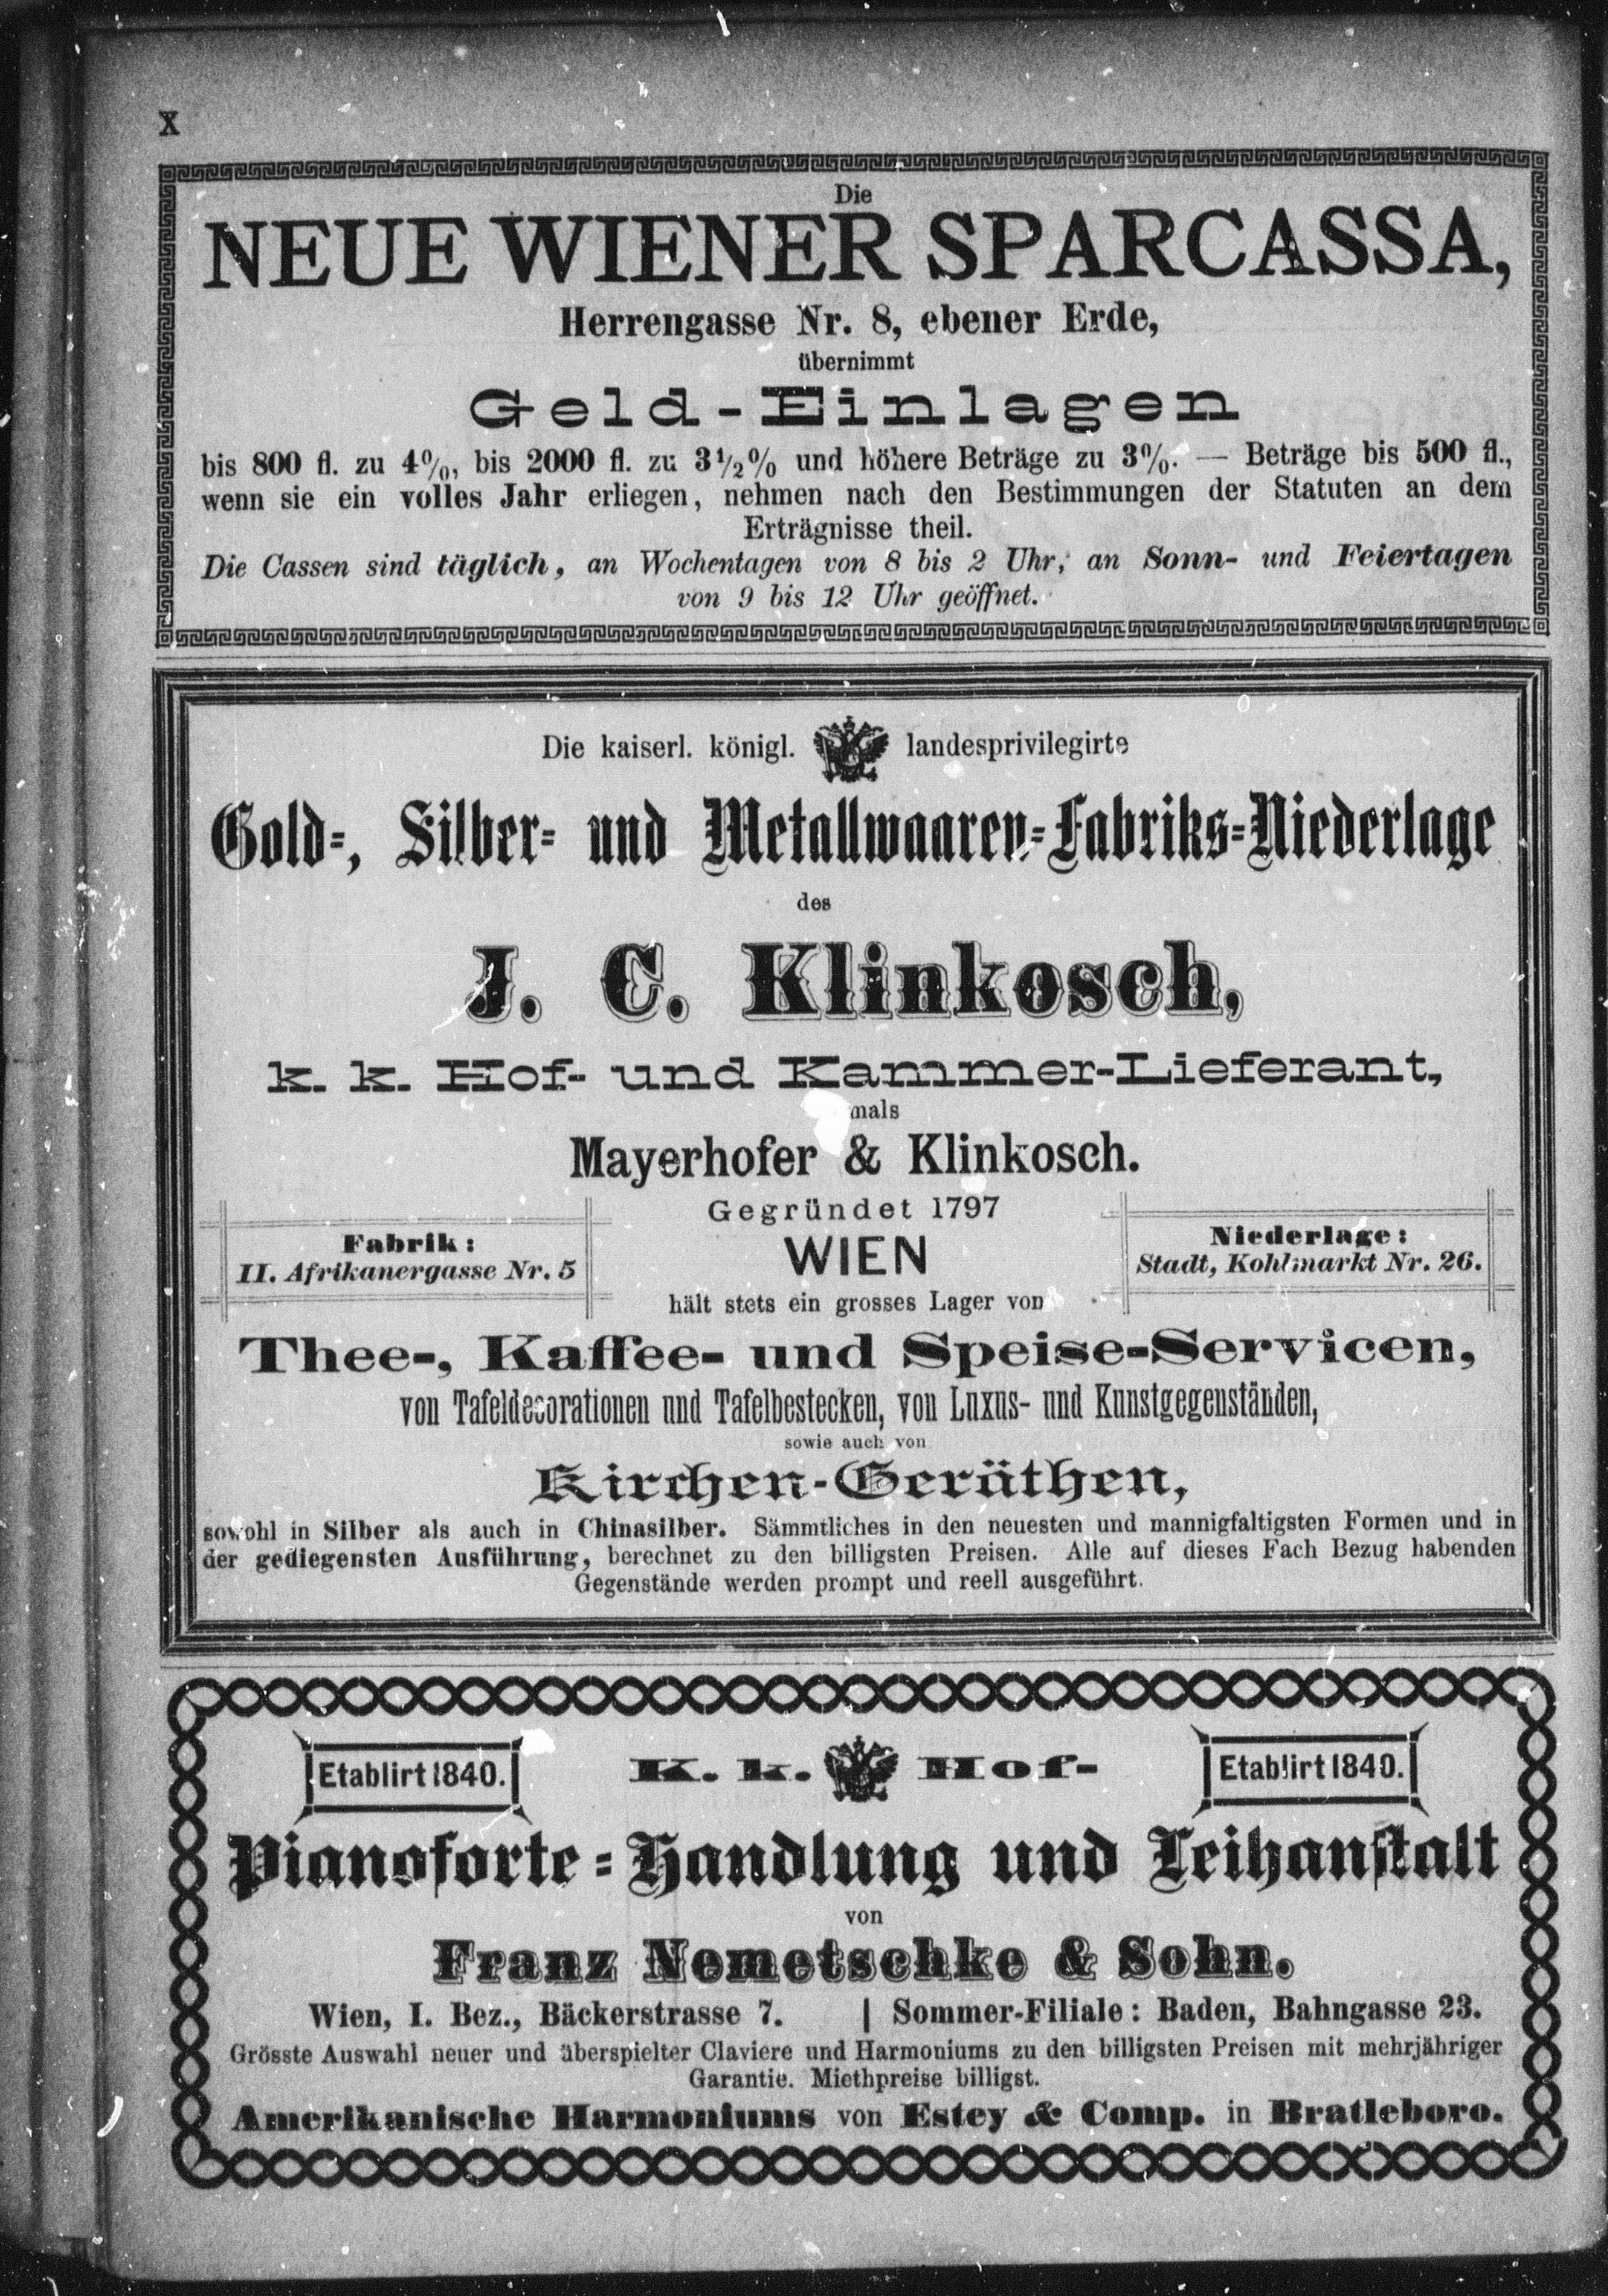 X
Die
NEUE WIENER SPARCASSA,
Herrengasse Nr. 8, ebener Erde,
übernimmt
Geld-Einlagen
bis 800 fl. zu 4%, bis 2000 fl. zu 3½% und höhere Beträge zu 3%. — Beträge bis 500 fl.,
wenn sie ein volles Jahr erliegen, nehmen nach den Bestimmungen der Statuten an dem
Erträgnisse theil.
Die Cassen sind täglich, an Wochentagen von 8 bis 2 Uhr, an Sonn- und Feiertagen
von 9 bis 12 Uhr geöffnet.
Die kaiserl. königl. landesprivilegirte
Gold-, Silber- und Metallwaaren-Fabriks-Niederlage
des
J. C. Klinkosch,
k. k. Hof- und Kammer-Lieferant,
mals
Mayerhofer & Klinkosch.
Gegründet 1797
Fabrik:
II. Afrikanergasse Nr. 5
WIEN
Niederlage:
Stadt, Kohlmarkt Nr. 26.
hält stets ein grosses Lager von
Thee-, Kaffee- und Speise-Servicen,
von Tafeldecorationen und Tafelbestecken, von Luxus- und Kunstgegenständen,
sowie auch von
Kirchen-Geräthen,
sowohl in Silber als auch in Chinasilber. Sämmtliches in den neuesten und mannigfaltigsten Formen und in
der gediegensten Ausführung, berechnet zu den billigsten Preisen. Alle auf dieses Fach Bezug habenden
Gegenstände werden prompt und reell ausgeführt.
Etablirt 1840.
K. k. Hof-
Etablirt 1840.
Pianoforte-Handlung und Leihanstalt
von
Franz Nemetschke & Sohn.
Wien, I. Bez., Bäckerstrasse 7. | Sommer-Filiale: Baden, Bahngasse 23.
Grösste Auswahl neuer und überspielter Claviere und Harmoniums zu den billigsten Preisen mit mehrjähriger
Garantie. Miethpreise billigst.
Amerikanische Harmoniums von Estey & Comp. in Bratleboro.